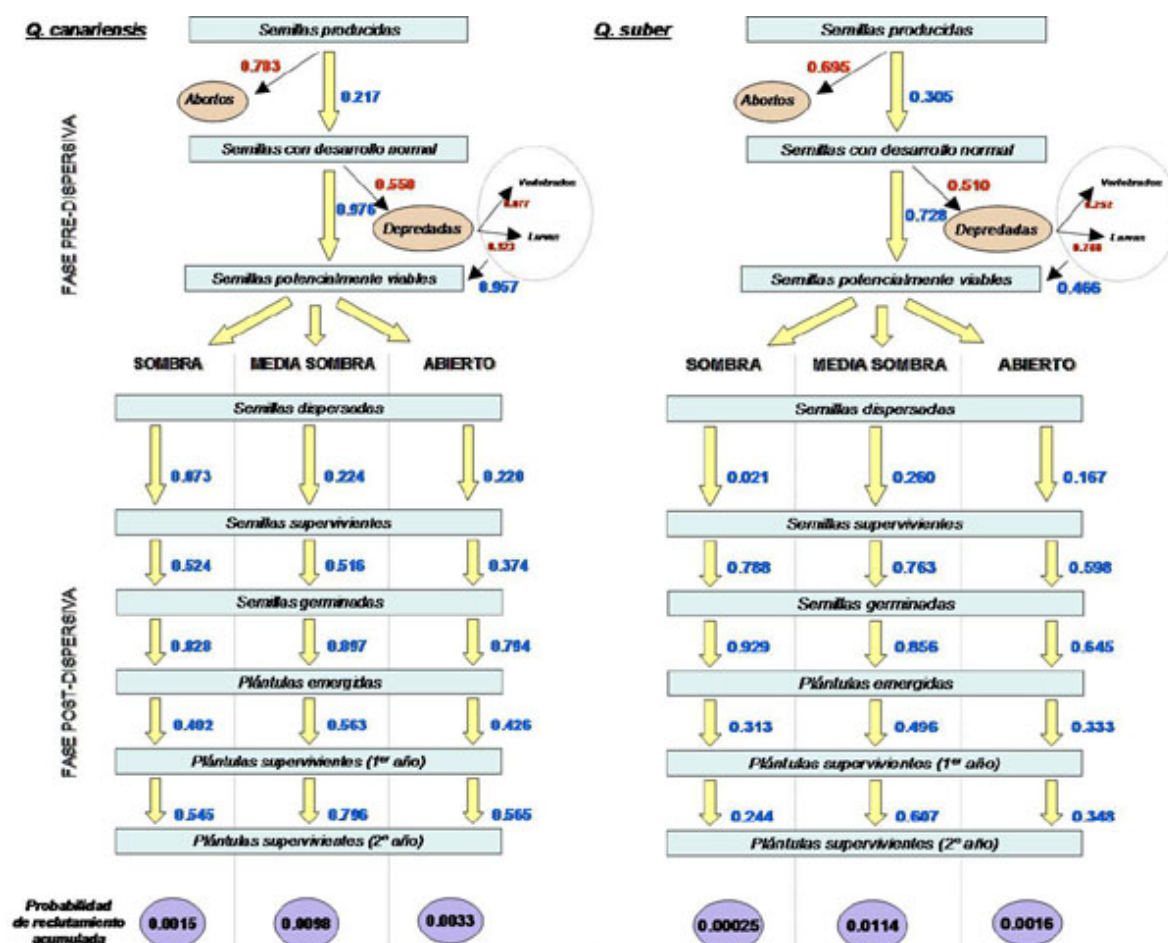 Q. canariensis
Semillas producidas
0.783
Abortos
0.217
Semillas con desarrollo normal
0.558
Vertebrados
0.976
Depredadas
Larvas
Semillas potencialmente viables
0.957
SOMBRA MEDIA SOMBRA ABIERTO
Semillas dispersadas
0.073 0.224 0.220
Semillas supervivientes
0.524 0.516 0.374
Semillas germinadas
0.828 0.897 0.794
Plántulas emergidas
0.402 0.563 0.426
Plántulas supervivientes (1er año)
0.545 0.796 0.565
Plántulas supervivientes (2º año)
Probabilidad
de reclutamiento
acumulada
0.0015 0.0098 0.0033
FASE PRE-DISPERSIVA
FASE POST-DISPERSIVA
Q. suber
Semillas producidas
0.695
Abortos
0.305
Semillas con desarrollo normal
0.510
Vertebrados
0.728
Depredadas
Larvas
Semillas potencialmente viables
0.466
SOMBRA MEDIA SOMBRA ABIERTO
Semillas dispersadas
0.021 0.260 0.167
Semillas supervivientes
0.788 0.763 0.598
Semillas germinadas
0.929 0.856 0.645
Plántulas emergidas
0.313 0.496 0.333
Plántulas supervivientes (1er año)
0.244 0.607 0.348
Plántulas supervivientes (2º año)
0.00025 0.0114 0.0016